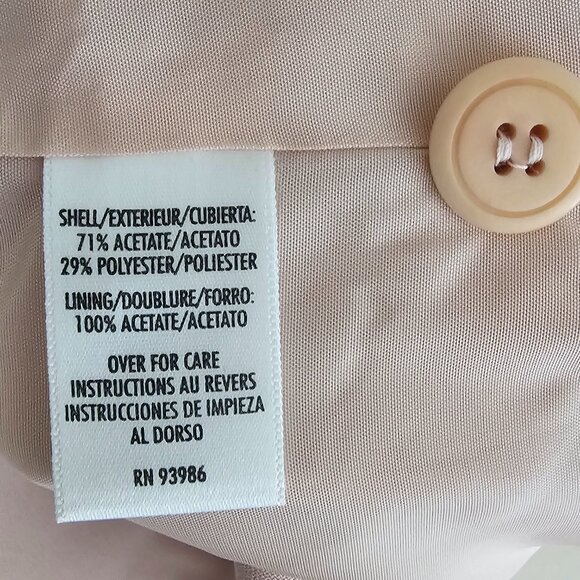 SHELL/EXTERIEUR/CUBIERTA:
71% ACETATE/ACETATO
29% POLYESTER/POLIESTER
LINING/DOUBLURE/FORRO:
100% ACETATE/ACETATO
OVER FOR CARE
INSTRUCTIONS AU REVERS
INSTRUCCIONES DE IMPIEZA
AL DORSO
RN 93986